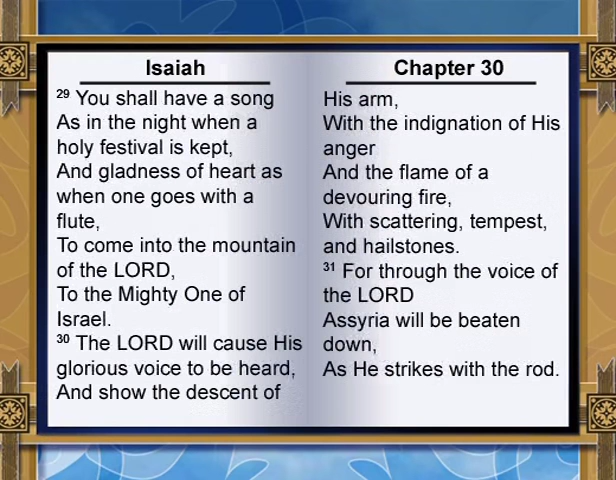 Isaiah
29 You shall have a song
As in the night when a
holy festival is kept,
And gladness of heart as
when one goes with a
flute,
To come into the mountain
of the LORD,
To the Mighty One of
Israel.
30 The LORD will cause His
glorious voice to be heard,
And show the descent of
Chapter 30
His arm,
With the indignation of His
anger
And the flame of a
devouring fire,
With scattering, tempest,
and hailstones.
31 For through the voice of
the LORD
Assyria will be beaten
down,
As He strikes with the rod.